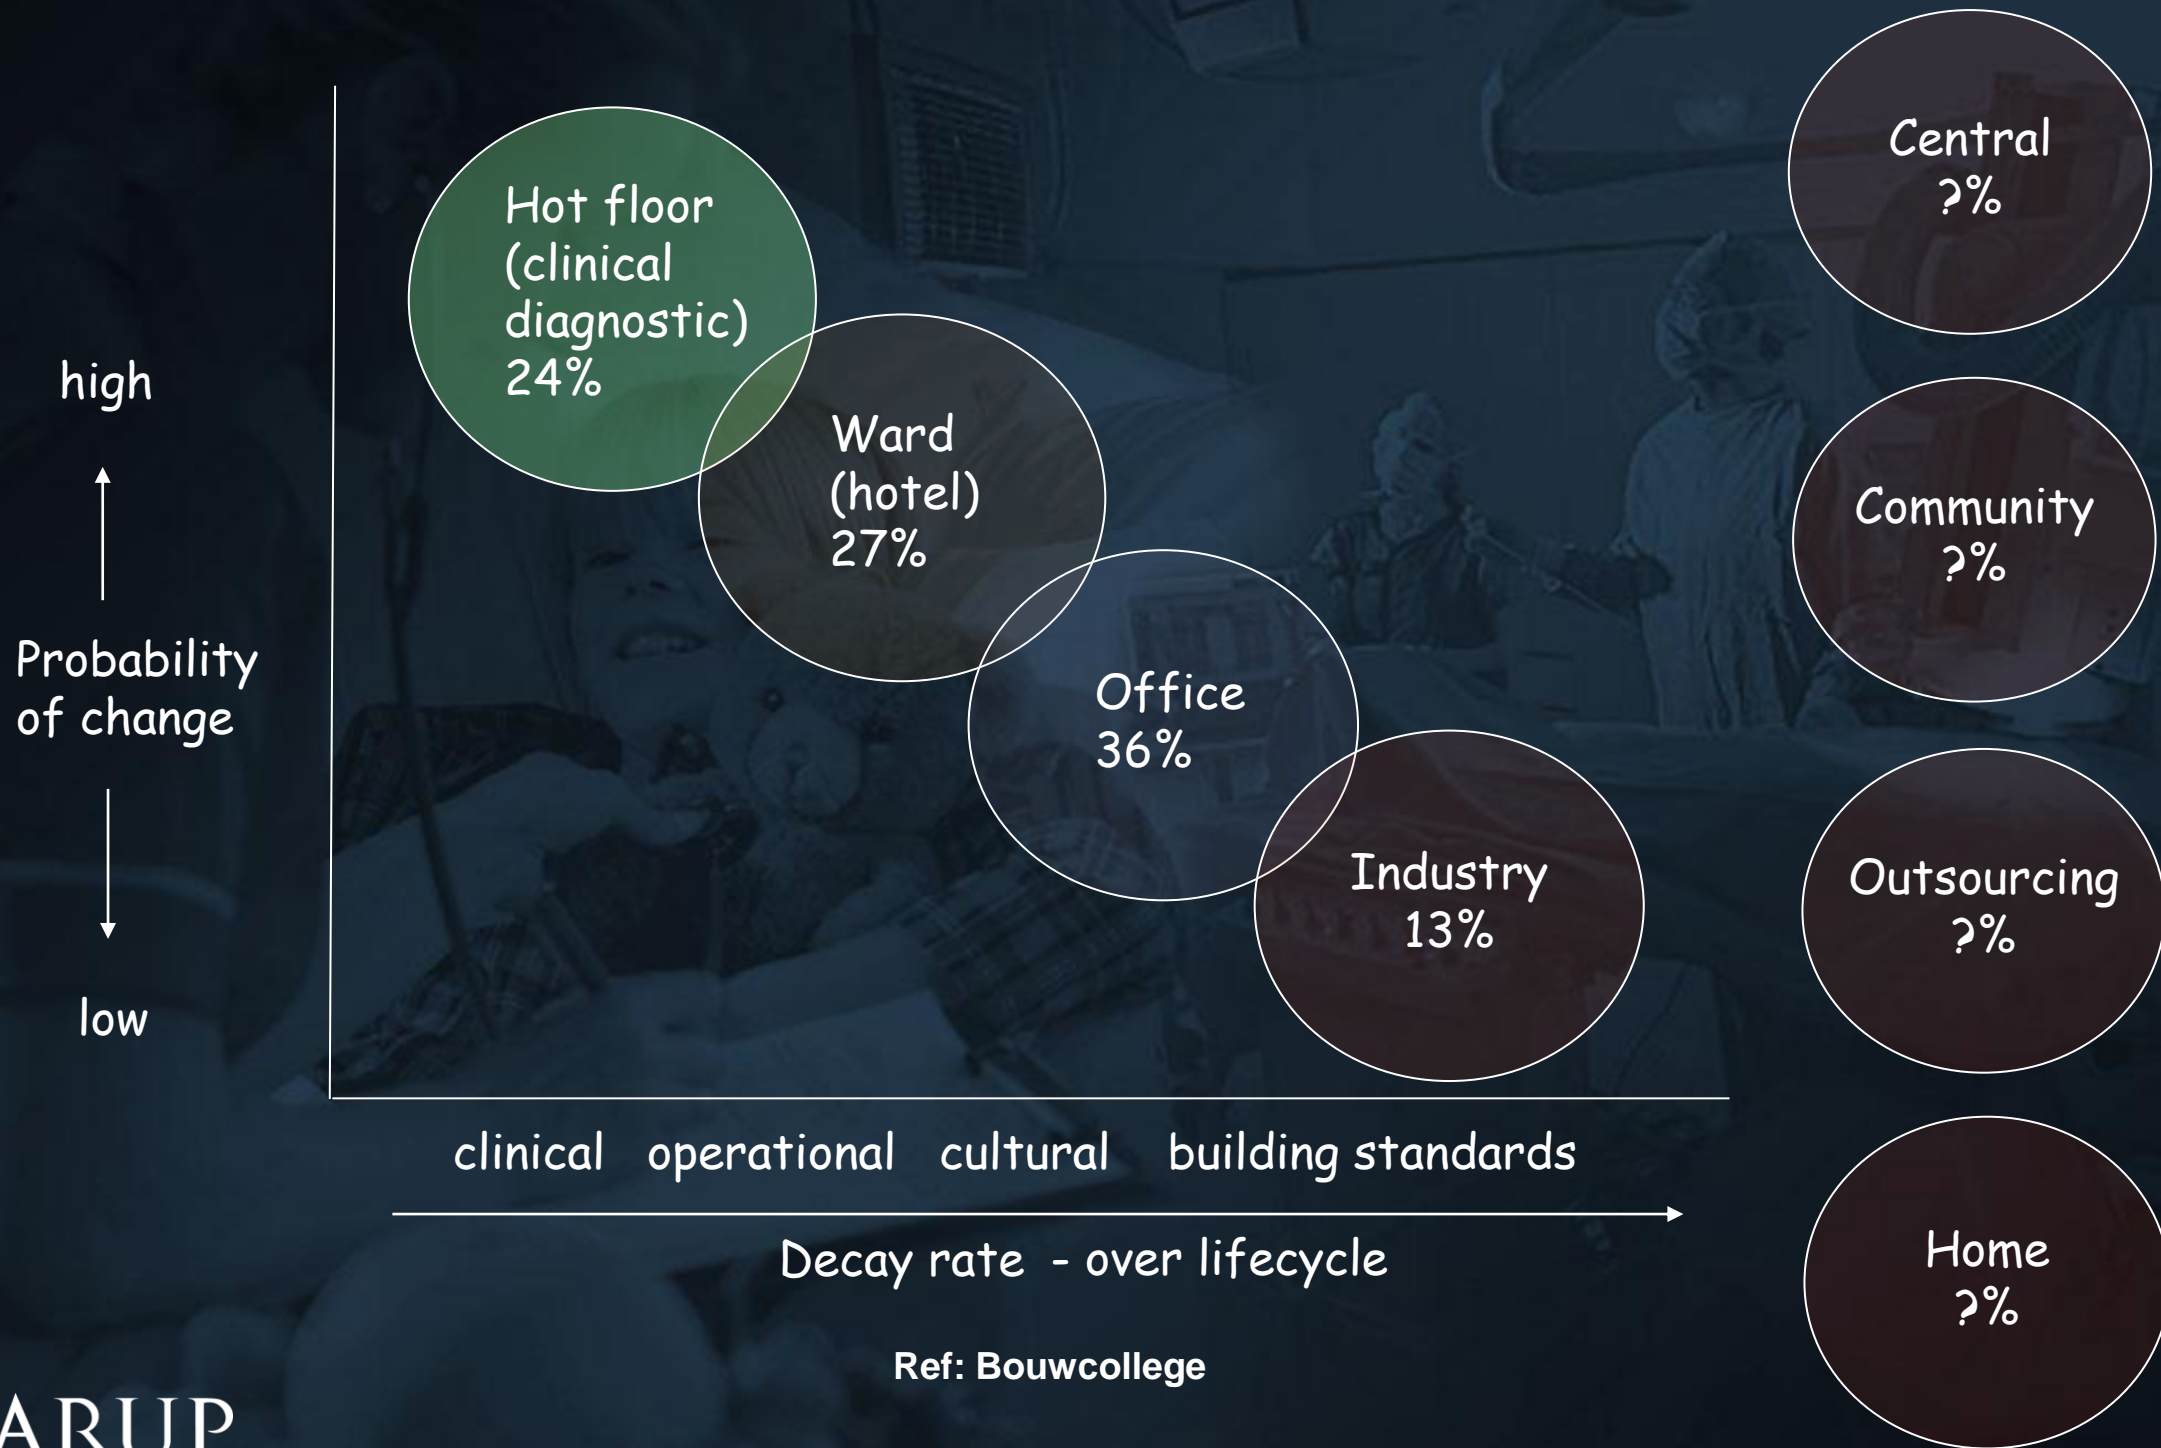 high
Probability
of change
low
Hot floor
(clinical
diagnostic)
24%
Ward
(hotel)
27%
Office
36%
Industry
13%
Central
?%
Community
?%
Outsourcing
?%
Home
?%
clinical operational cultural building standards
Decay rate - over lifecycle
Ref: Bouwcollege
ARUP